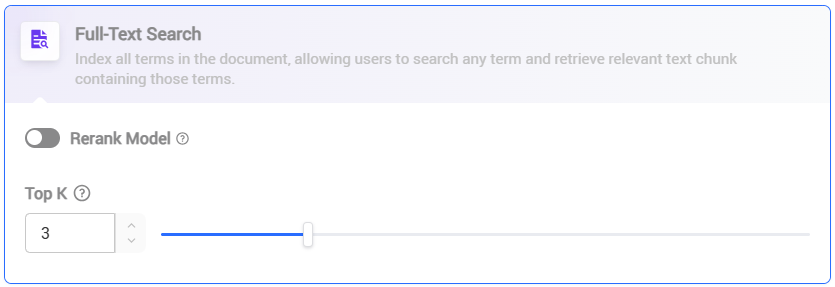 Full-Text Search
Index all terms in the document, allowing users to search any term and retrieve relevant text chunk
containing those terms.
Rerank Model ?
Top K ?
3